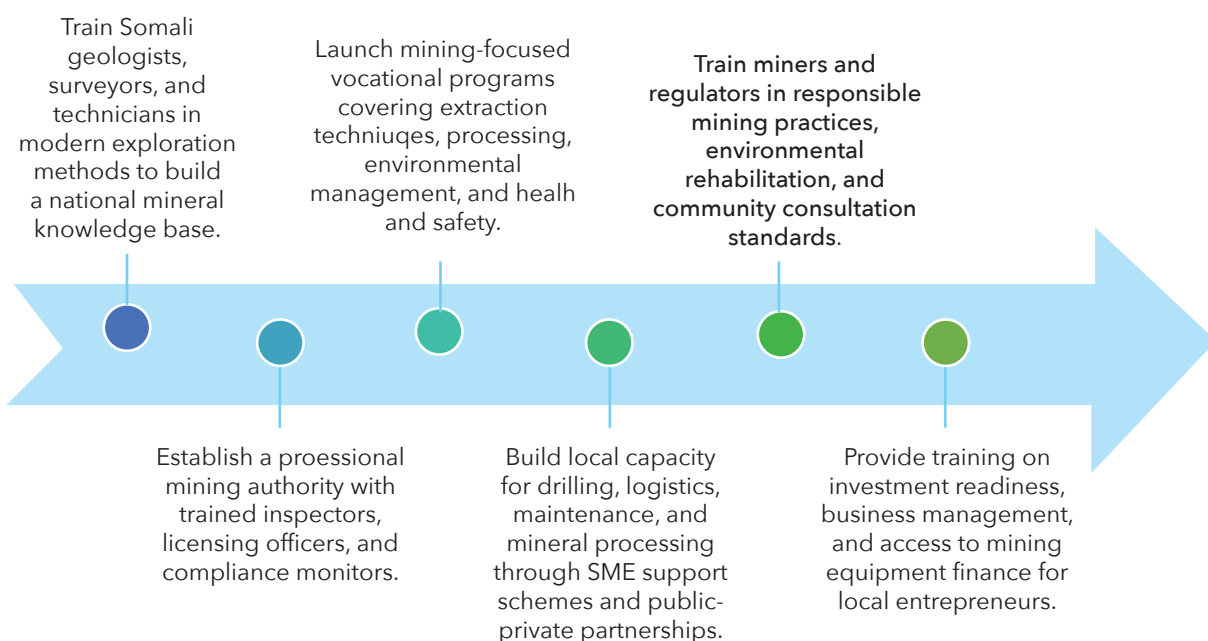 Train Somali
geologists,
surveyors, and
technicians in
modern exploration
methods to build
a national mineral
knowledge base.
Establish a proessional
mining authority with
trained inspectors,
licensing officers, and
compliance monitors.
Launch mining-focused
vocational programs
covering extraction
techniuqes, processing,
environmental
management, and healh
and safety.
Build local capacity
for drilling, logistics,
maintenance, and
mineral processing
through SME support
schemes and public-
private partnerships.
Train miners and
regulators in responsible
mining practices,
environmental
rehabilitation, and
community consultation
standards.
Provide training on
investment readiness,
business management,
and access to mining
equipment finance for
local entrepreneurs.